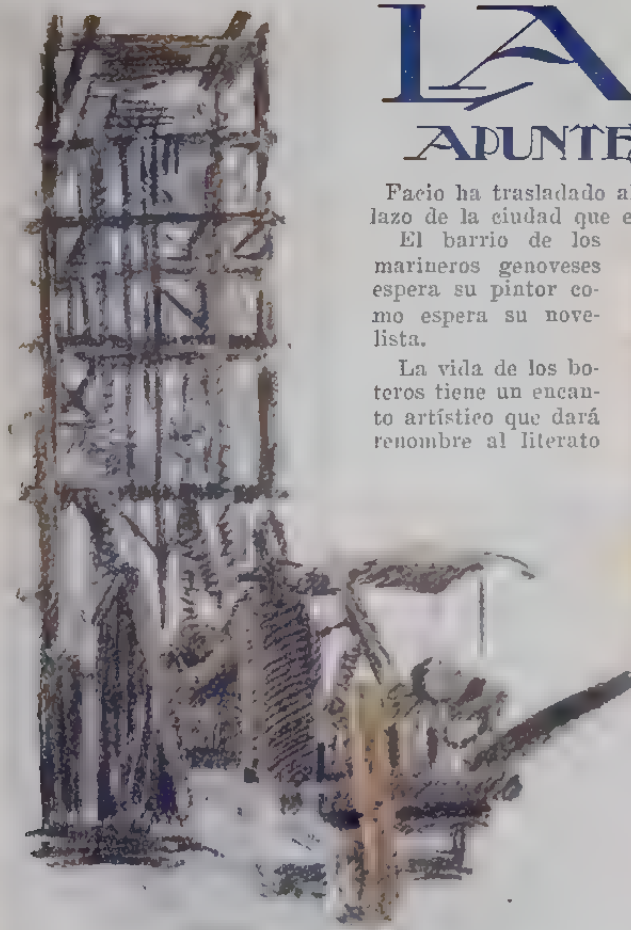 LA
APUNTE
Facio ha trasladado a
lazo de la ciudad que e
El barrio de los
marineros genoveses
espera su pintor co-
mo espera su nove-
lista.
La vida de los bo-
teros tiene un encan-
to artístico que dará
renombre al literato